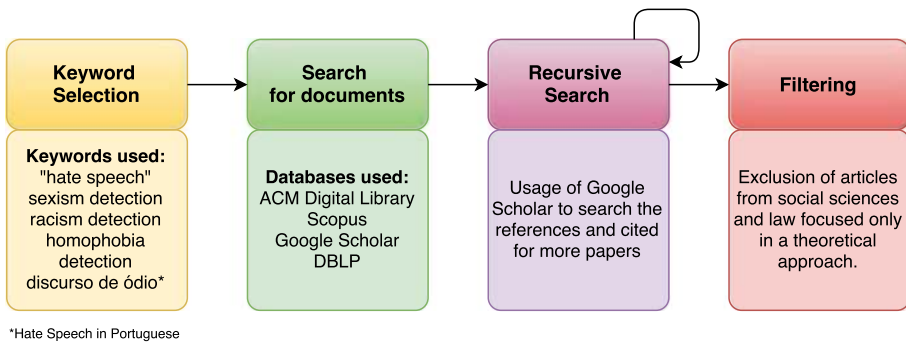 Keyword
Selection
Keywords used:
"hate speech"
sexism detection
racism detection
homophobia
detection
discurso de ódio*
Search
for documents
Databases used:
ACM Digital Library
Scopus
Google Scholar
DBLP
Recursive
Search
Usage of Google
Scholar to search the
references and cited
for more papers
Filtering
Exclusion of articles
from social sciences
and law focused only
in a theoretical
approach.
*Hate Speech in Portuguese